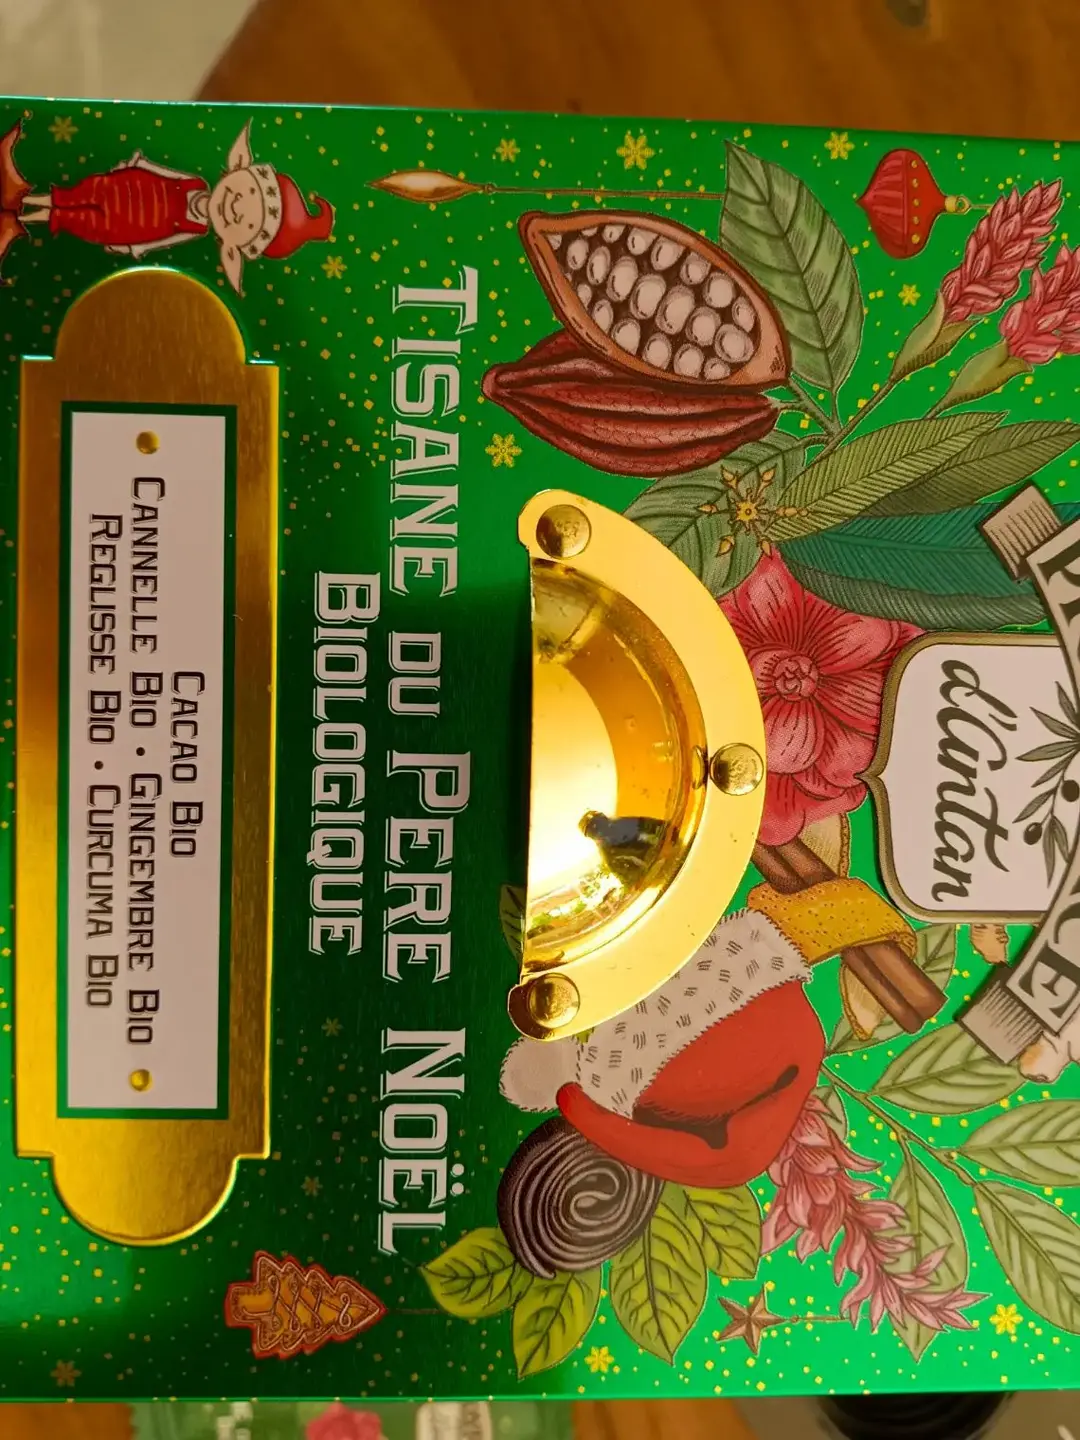 d'Antan
TISANE DU PERE NOËL
BIOLOGIQUE
CACAO BIO
CANNELLE BIO • GINGEMBRE BIO
REGLISSE BIO • CURCUMA BIO